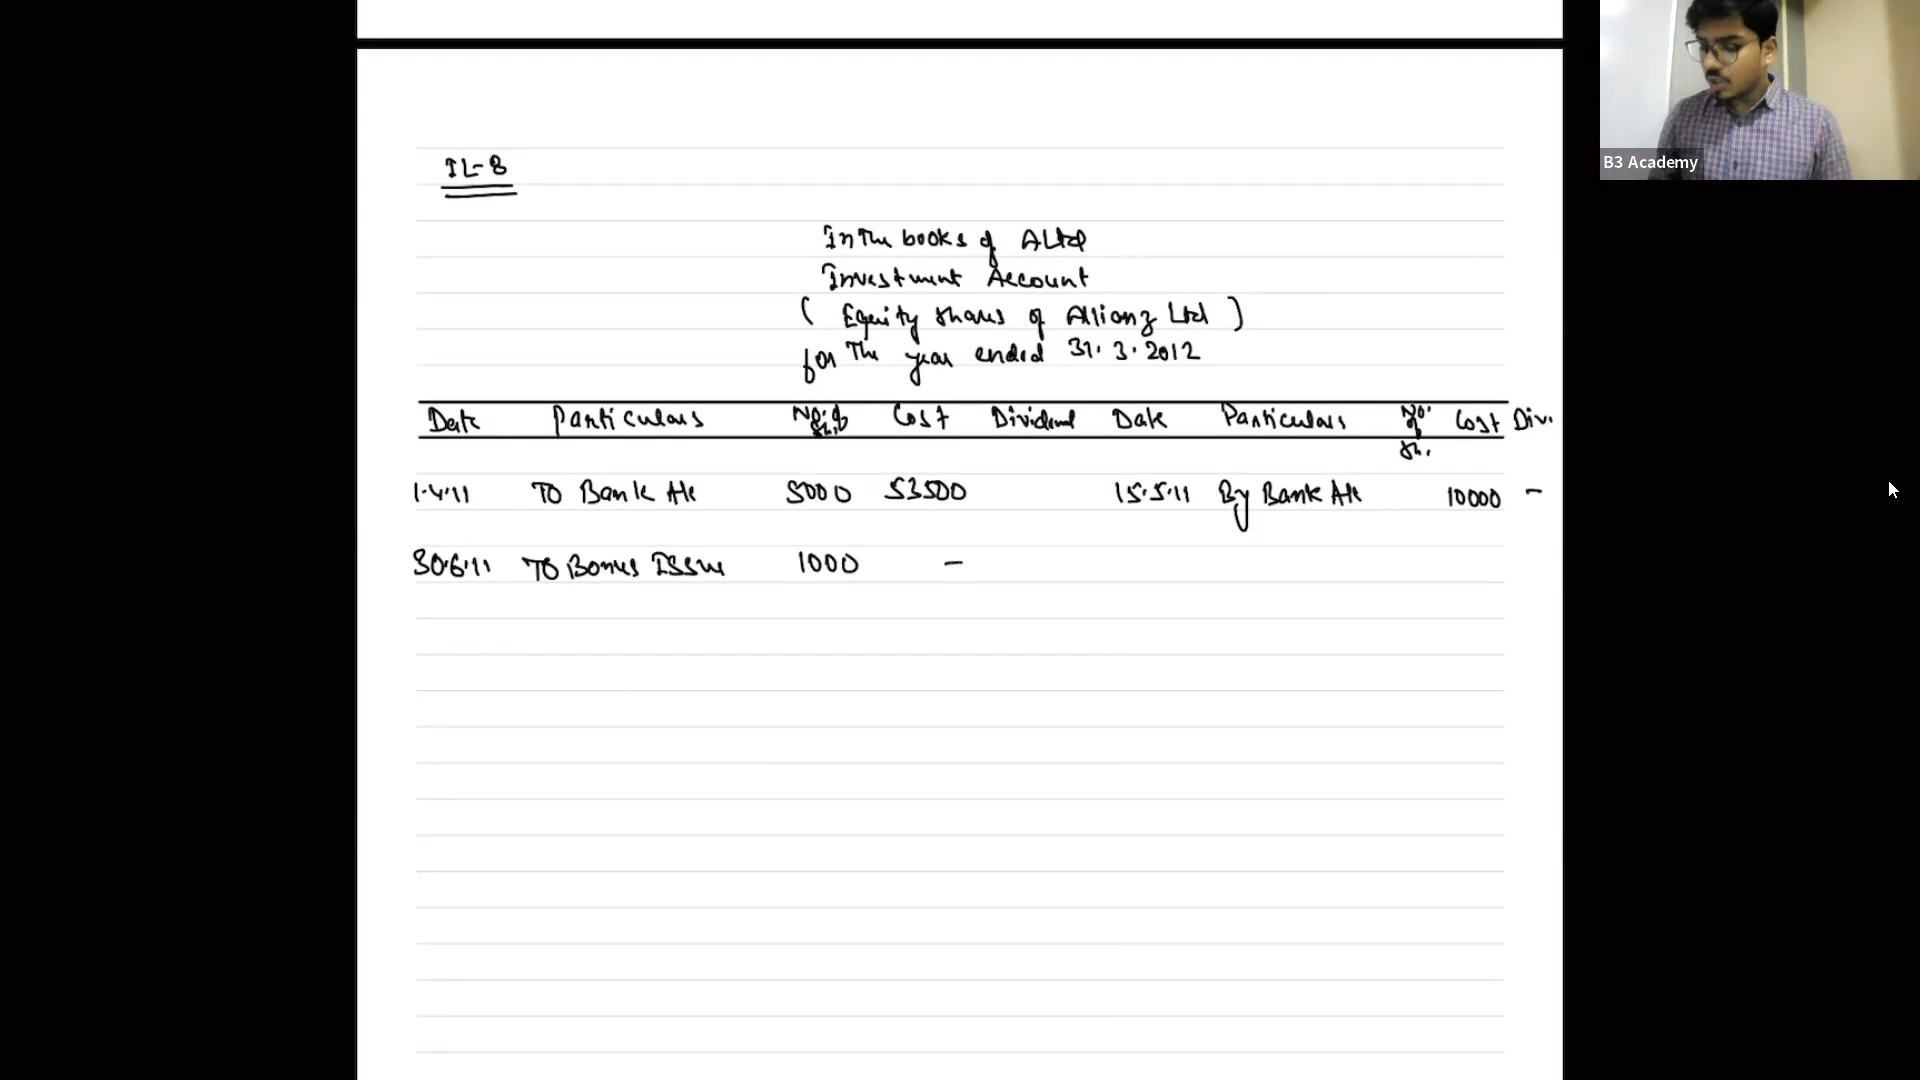 IL-8
In The books of A Ltd
Investment Account
( Equity shares of Allianz Ltd )
for The year ended 31.3.2012
Date Particulars No. of Sh. Cost Dividend Date Particulars No. of Sh. Cost Div.
1.4.11 To Bank A/c 5000 53500 15.5.11 By Bank A/c 10000 -
30.6.11 To Bonus Issue 1000 -
B3 Academy